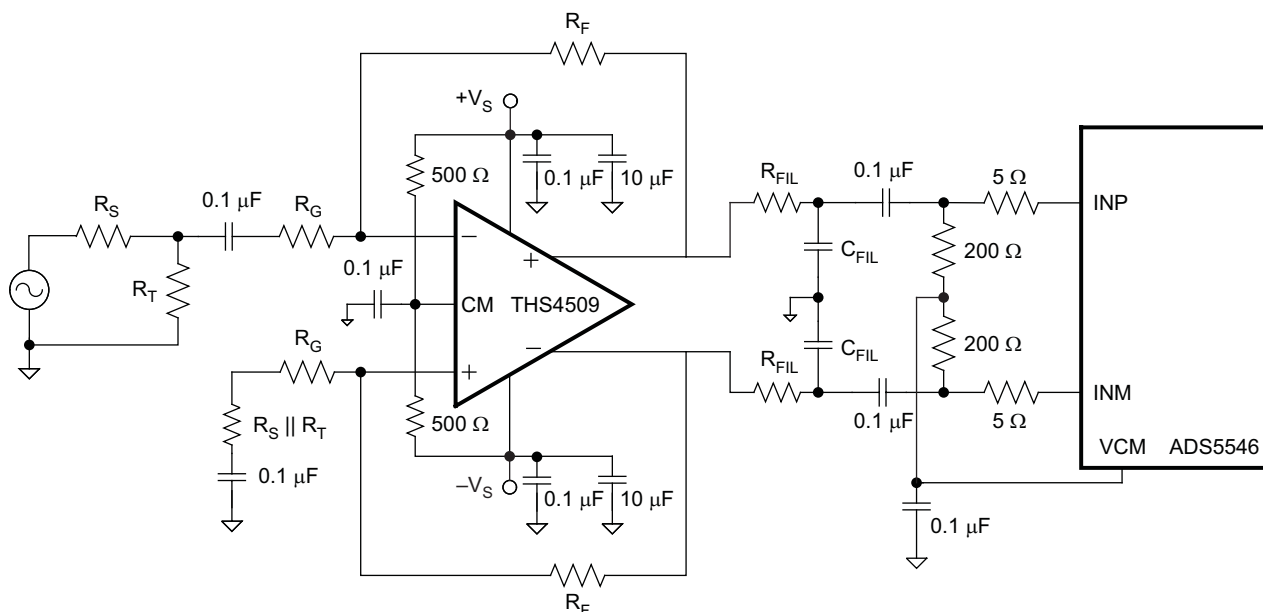 R_F
+V_S
500 Ω
0.1 μF
10 μF
R_FIL
0.1 μF
5 Ω
INP
R_S
0.1 μF
R_G
−
+
C_FIL
200 Ω
0.1 μF
R_T
CM
THS4509
R_G
+
−
C_FIL
200 Ω
R_FIL
R_S || R_T
500 Ω
0.1 μF
5 Ω
INM
0.1 μF
−V_S
0.1 μF
10 μF
VCM
ADS5546
0.1 μF
R_F